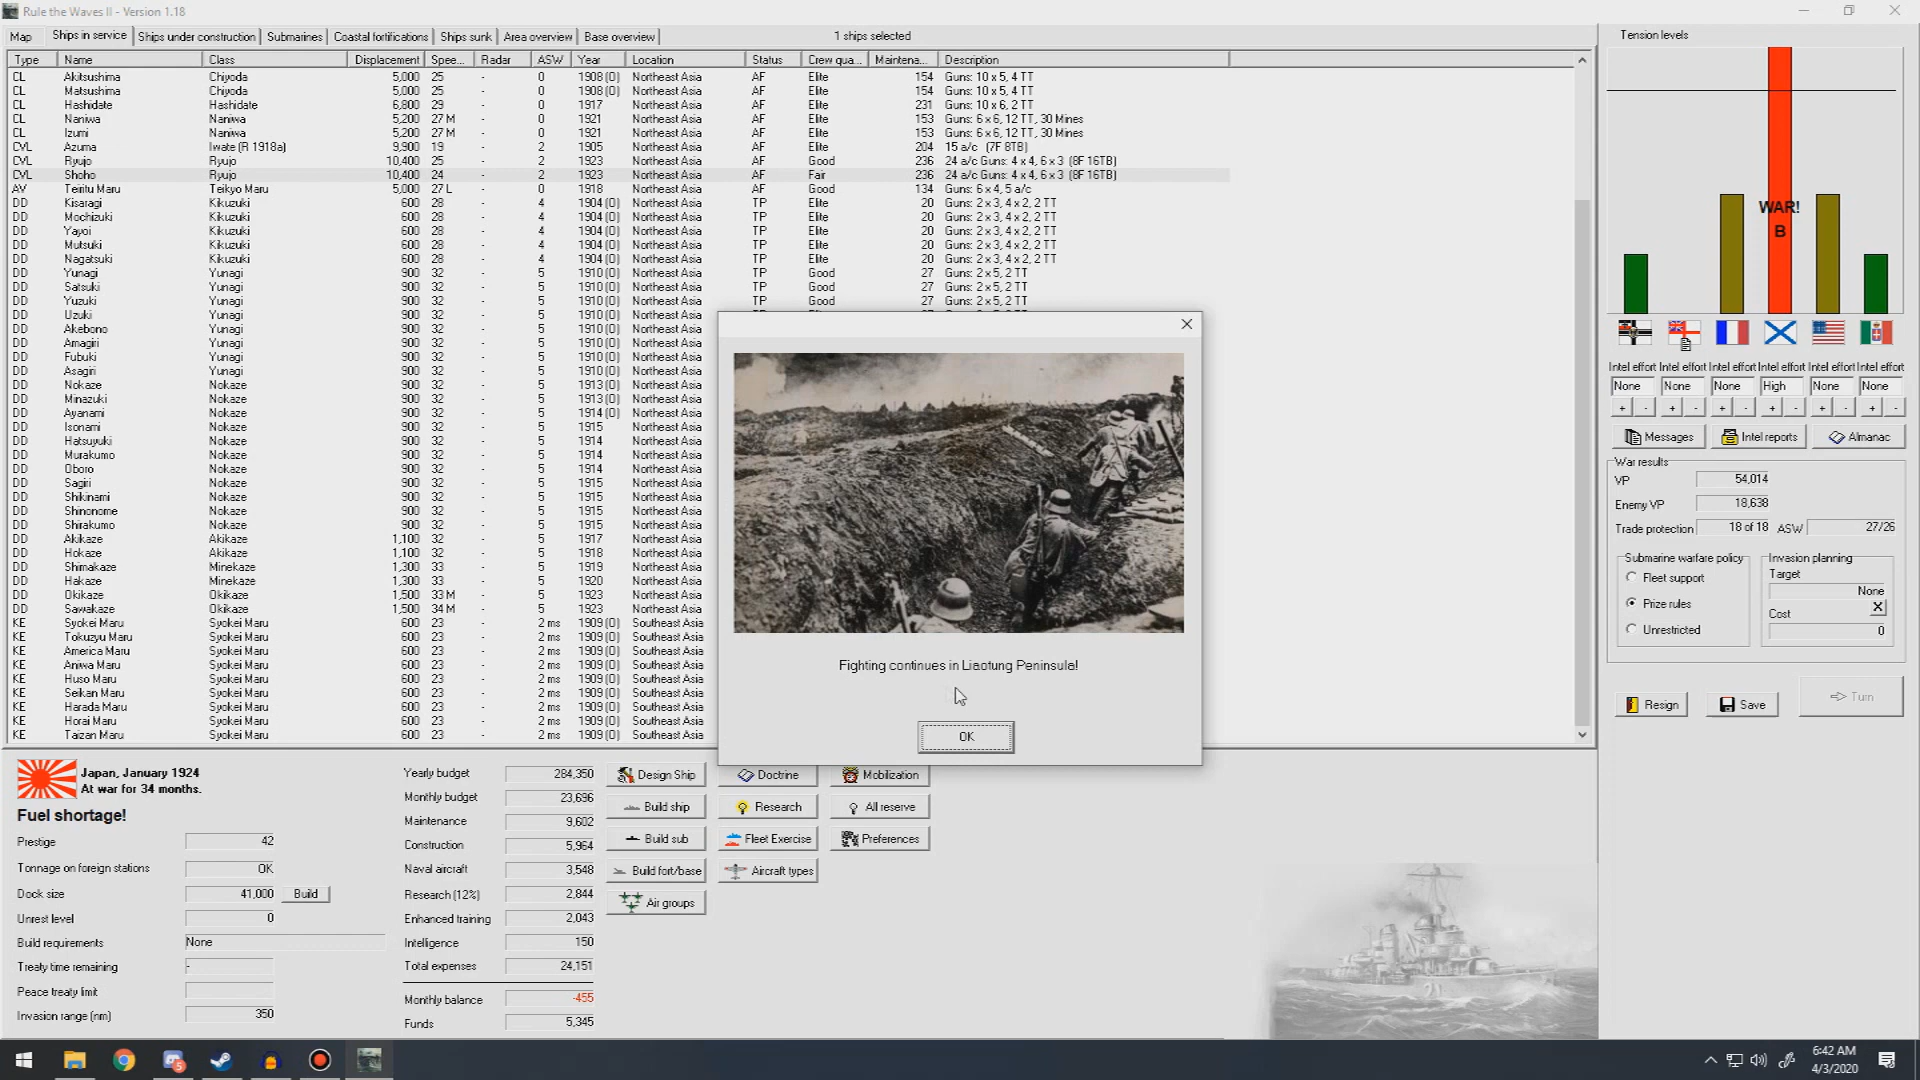 Rule the Waves II - Version 1.18
Map Ships in service Ships under construction Submarines Coastal fortifications Ships sunk Area overview Base overview 1 ships selected
Type Name Class Displacement Spee... Radar ASW Year Location Status Crew qua... Maintena... Description
CL Akitsushima Chiyoda 5,000 25 - 0 1908 (O) Northeast Asia AF Elite 154 Guns: 10 x 5, 4 TT
CL Matsushima Chiyoda 5,000 25 - 0 1908 (O) Northeast Asia AF Elite 154 Guns: 10 x 5, 4 TT
CL Hashidate Hashidate 6,800 29 - 0 1917 Northeast Asia AF Elite 231 Guns: 10 x 6, 2 TT
CL Naniwa Naniwa 5,200 27 M - 0 1921 Northeast Asia AF Elite 153 Guns: 6 x 6, 12 TT, 30 Mines
CL Izumi Naniwa 5,200 27 M - 0 1921 Northeast Asia AF Elite 153 Guns: 6 x 6, 12 TT, 30 Mines
CVL Azuma Iwate (R 1918a) 9,900 19 - 2 1905 Northeast Asia AF Elite 204 15 a/c (7F 8TB)
CVL Ryujo Ryujo 10,400 25 - 2 1923 Northeast Asia AF Good 236 24 a/c Guns: 4 x 4, 6 x 3 (8F 16TB)
CVL Shoho Ryujo 10,400 24 - 2 1923 Northeast Asia AF Fair 236 24 a/c Guns: 4 x 4, 6 x 3 (8F 16TB)
AV Teiritu Maru Teikyo Maru 5,000 27 L - 0 1918 Northeast Asia AF Good 134 Guns: 6 x 4, 5 a/c
DD Kisaragi Kikuzuki 600 28 - 4 1904 (O) Northeast Asia TP Elite 20 Guns: 2 x 3, 4 x 2, 2 TT
DD Mochizuki Kikuzuki 600 28 - 4 1904 (O) Northeast Asia TP Elite 20 Guns: 2 x 3, 4 x 2, 2 TT
DD Yayoi Kikuzuki 600 28 - 4 1904 (O) Northeast Asia TP Elite 20 Guns: 2 x 3, 4 x 2, 2 TT
DD Mutsuki Kikuzuki 600 28 - 4 1904 (O) Northeast Asia TP Elite 20 Guns: 2 x 3, 4 x 2, 2 TT
DD Nagatsuki Kikuzuki 600 28 - 4 1904 (O) Northeast Asia TP Elite 20 Guns: 2 x 3, 4 x 2, 2 TT
DD Yunagi Yunagi 900 32 - 5 1910 (O) Northeast Asia TP Good 27 Guns: 2 x 5, 2 TT
DD Satsuki Yunagi 900 32 - 5 1910 (O) Northeast Asia TP Good 27 Guns: 2 x 5, 2 TT
DD Yuzuki Yunagi 900 32 - 5 1910 (O) Northeast Asia TP Good 27 Guns: 2 x 5, 2 TT
DD Uzuki Yunagi 900 32 - 5 1910 (O) Northeast Asia
DD Akebono Yunagi 900 32 - 5 1910 (O) Northeast Asia
DD Amagiri Yunagi 900 32 - 5 1910 (O) Northeast Asia
DD Fubuki Yunagi 900 32 - 5 1910 (O) Northeast Asia
DD Asagiri Yunagi 900 32 - 5 1910 (O) Northeast Asia
DD Nokaze Nokaze 900 32 - 5 1913 (O) Northeast Asia
DD Minazuki Nokaze 900 32 - 5 1913 (O) Northeast Asia
DD Ayanami Nokaze 900 32 - 5 1914 (O) Northeast Asia
DD Isonami Nokaze 900 32 - 5 1915 Northeast Asia
DD Hatsuyuki Nokaze 900 32 - 5 1914 Northeast Asia
DD Murakumo Nokaze 900 32 - 5 1914 Northeast Asia
DD Oboro Nokaze 900 32 - 5 1914 Northeast Asia
DD Sagiri Nokaze 900 32 - 5 1915 Northeast Asia
DD Shikinami Nokaze 900 32 - 5 1915 Northeast Asia
DD Shinonome Nokaze 900 32 - 5 1915 Northeast Asia
DD Shirakumo Nokaze 900 32 - 5 1915 Northeast Asia
DD Akikaze Akikaze 1,100 32 - 5 1917 Northeast Asia
DD Hokaze Akikaze 1,100 32 - 5 1918 Northeast Asia
DD Shimakaze Minekaze 1,300 33 - 5 1919 Northeast Asia
DD Hakaze Minekaze 1,300 33 - 5 1920 Northeast Asia
DD Okikaze Okikaze 1,500 33 M - 5 1923 Northeast Asia
DD Sawakaze Okikaze 1,500 34 M - 5 1923 Northeast Asia
KE Syokei Maru Syokei Maru 600 23 - 2 ms 1909 (O) Southeast Asia
KE Tokuzyu Maru Syokei Maru 600 23 - 2 ms 1909 (O) Southeast Asia
KE America Maru Syokei Maru 600 23 - 2 ms 1909 (O) Southeast Asia
KE Aniwa Maru Syokei Maru 600 23 - 2 ms 1909 (O) Southeast Asia
KE Huso Maru Syokei Maru 600 23 - 2 ms 1909 (O) Southeast Asia
KE Seikan Maru Syokei Maru 600 23 - 2 ms 1909 (O) Southeast Asia
KE Harada Maru Syokei Maru 600 23 - 2 ms 1909 (O) Southeast Asia
KE Horai Maru Syokei Maru 600 23 - 2 ms 1909 (O) Southeast Asia
KE Taizan Maru Syokei Maru 600 23 - 2 ms 1909 (O) Southeast Asia
Fighting continues in Liaotung Peninsula!
OK
Tension levels
WAR!
B
Intel effort Intel effort Intel effort Intel effort Intel effort Intel effort
None None None High None None
+ - + - + - + - + - + -
Messages Intel reports Almanac
War results
VP 54,014
Enemy VP 18,638
Trade protection 18 of 18 ASW 27/26
Submarine warfare policy
Fleet support
Prize rules
Unrestricted
Invasion planning
Target
None
Cost X
0
Resign Save Turn
Japan, January 1924
At war for 34 months.
Fuel shortage!
Prestige 42
Tonnage on foreign stations OK
Dock size 41,000 Build
Unrest level 0
Build requirements None
Treaty time remaining -
Peace treaty limit
Invasion range (nm) 350
Yearly budget 284,350
Monthly budget 23,696
Maintenance 9,602
Construction 5,964
Naval aircraft 3,548
Research (12%) 2,844
Enhanced training 2,043
Intelligence 150
Total expenses 24,151
Monthly balance -455
Funds 5,345
Design Ship Doctrine Mobilization
Build ship Research All reserve
Build sub Fleet Exercise Preferences
Build fort/base Aircraft types
Air groups
5
6:42 AM
4/3/2020